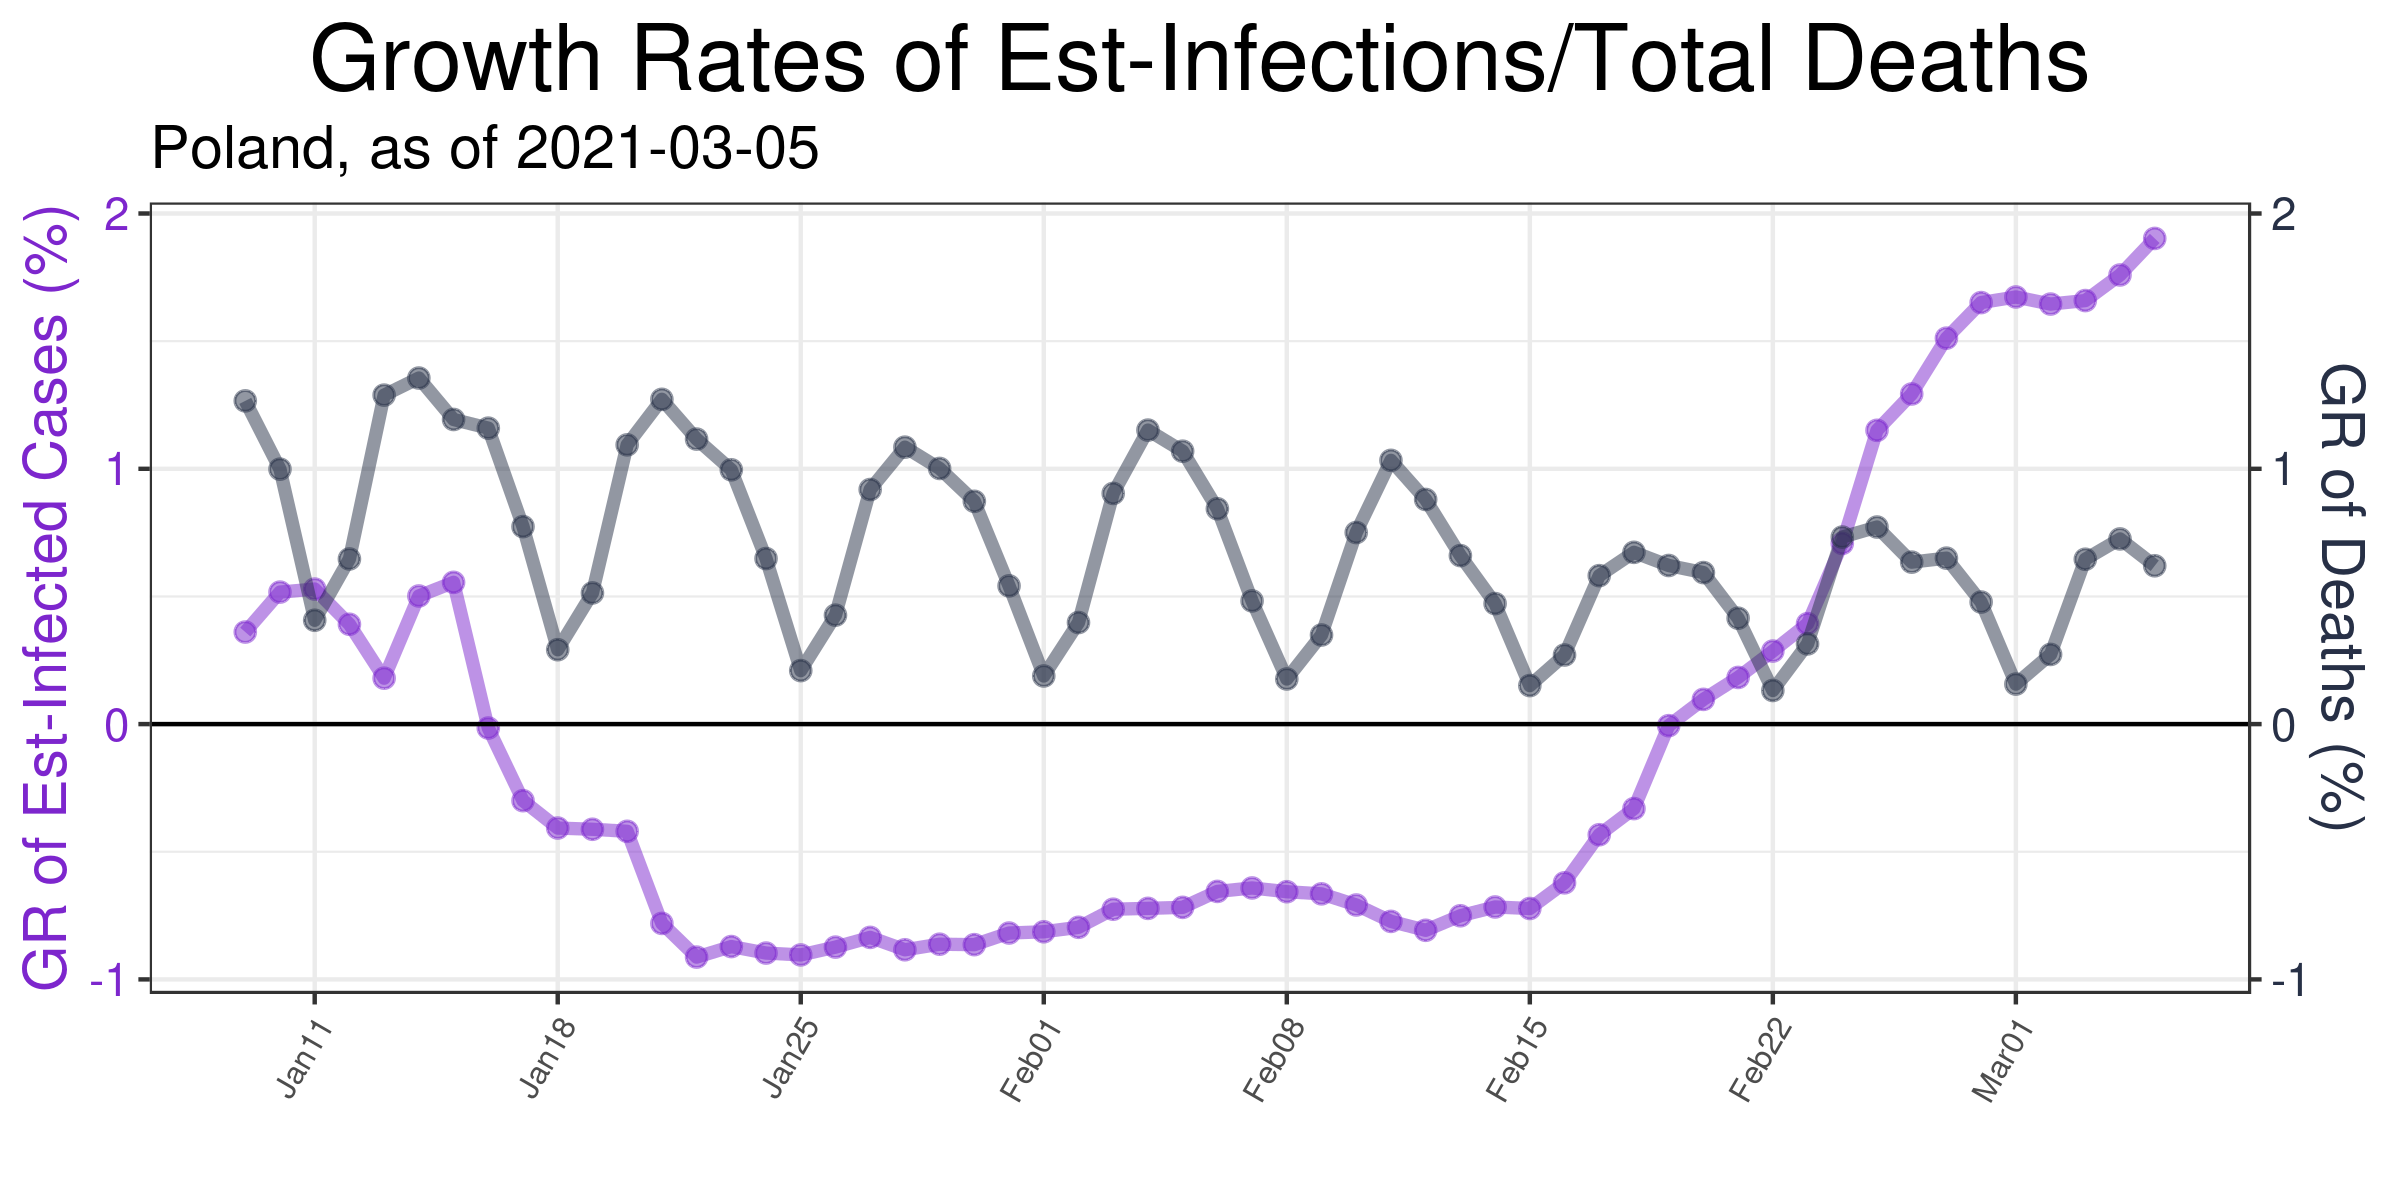 Growth Rates of Est-Infections/Total Deaths
Poland, as of 2021-03-05
GR of Est-Infected Cases (%)
2
1
0
-1
2
1
0
-1
GR of Deaths (%)
Jan11
Jan18
Jan25
Feb01
Feb08
Feb15
Feb22
Mar01